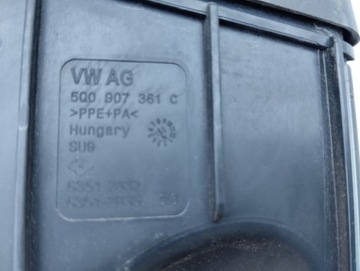 VW AG
5Q0 907 361 C
>PPE+PA<
Hungary
SU9